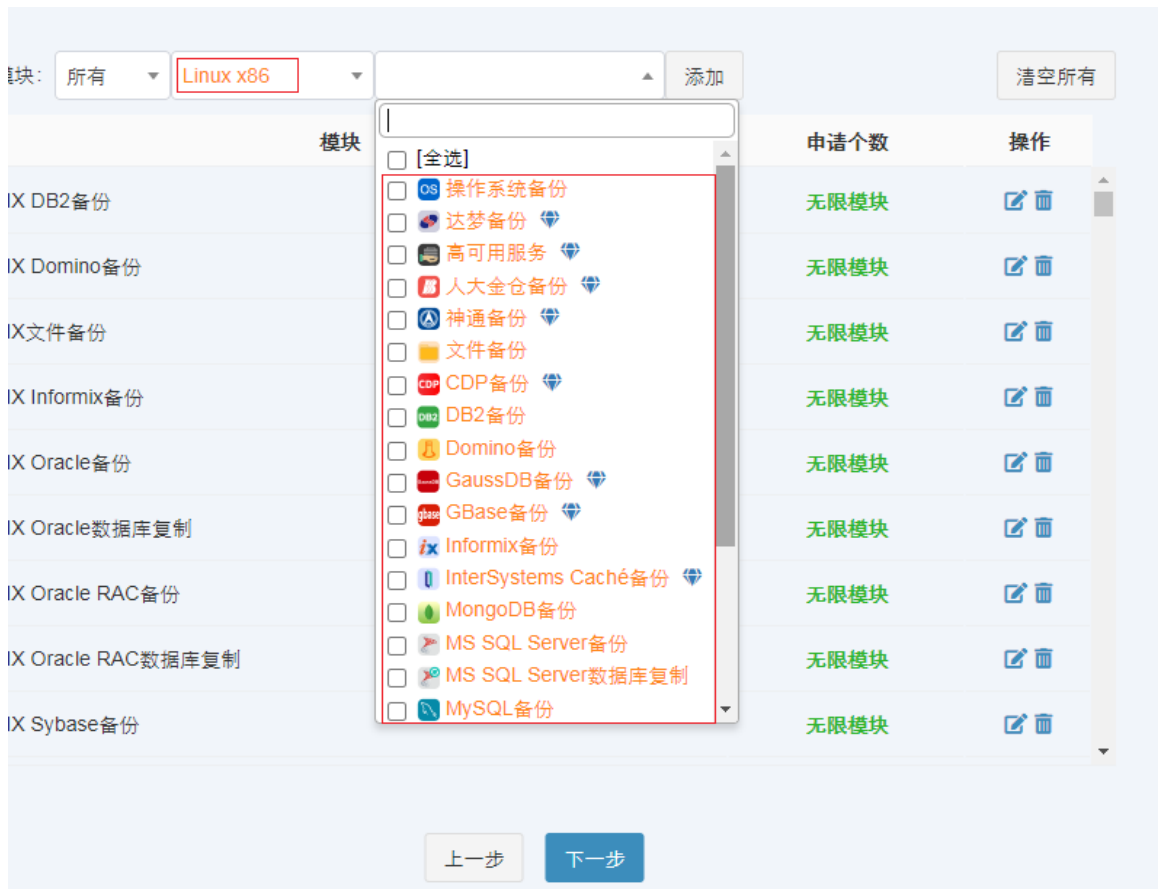 块:
所有
Linux x86
添加
清空所有
模块
申请个数
操作
[全选]
OS 操作系统备份
达梦备份
高可用服务
人大金仓备份
神通备份
文件备份
CDP CDP备份
DB2 DB2备份
Domino备份
GaussDB备份
gbase GBase备份
ix Informix备份
InterSystems Caché备份
MongoDB备份
MS SQL Server备份
MS SQL Server数据库复制
MySQL备份
IX DB2备份
无限模块
IX Domino备份
无限模块
IX文件备份
无限模块
IX Informix备份
无限模块
IX Oracle备份
无限模块
IX Oracle数据库复制
无限模块
IX Oracle RAC备份
无限模块
IX Oracle RAC数据库复制
无限模块
IX Sybase备份
无限模块
上一步
下一步